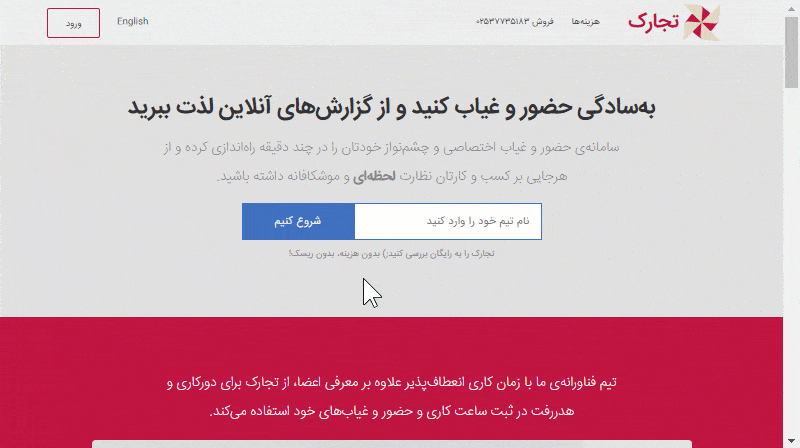 تجارک
هزینه‌ها
فروش ۰۲۵۳۷۷۳۵۱۸۳
English
ورود
به‌سادگی حضور و غیاب کنید و از گزارش‌های آنلاین لذت ببرید
سامانه‌ی حضور و غیاب اختصاصی و چشم‌نواز خودتان را در چند دقیقه راه‌اندازی کرده و از
هرجایی بر کسب و کارتان نظارت لحظه‌ای و موشکافانه داشته باشید.
نام تیم خود را وارد کنید
شروع کنیم
تجارک را به رایگان بررسی کنید:) بدون هزینه، بدون ریسک!
تیم فناورانه‌ی ما با زمان کاری انعطاف‌پذیر علاوه بر معرفی اعضا، از تجارک برای دورکاری و
هدررفت در ثبت ساعت کاری و حضور و غیاب‌های خود استفاده می‌کند.